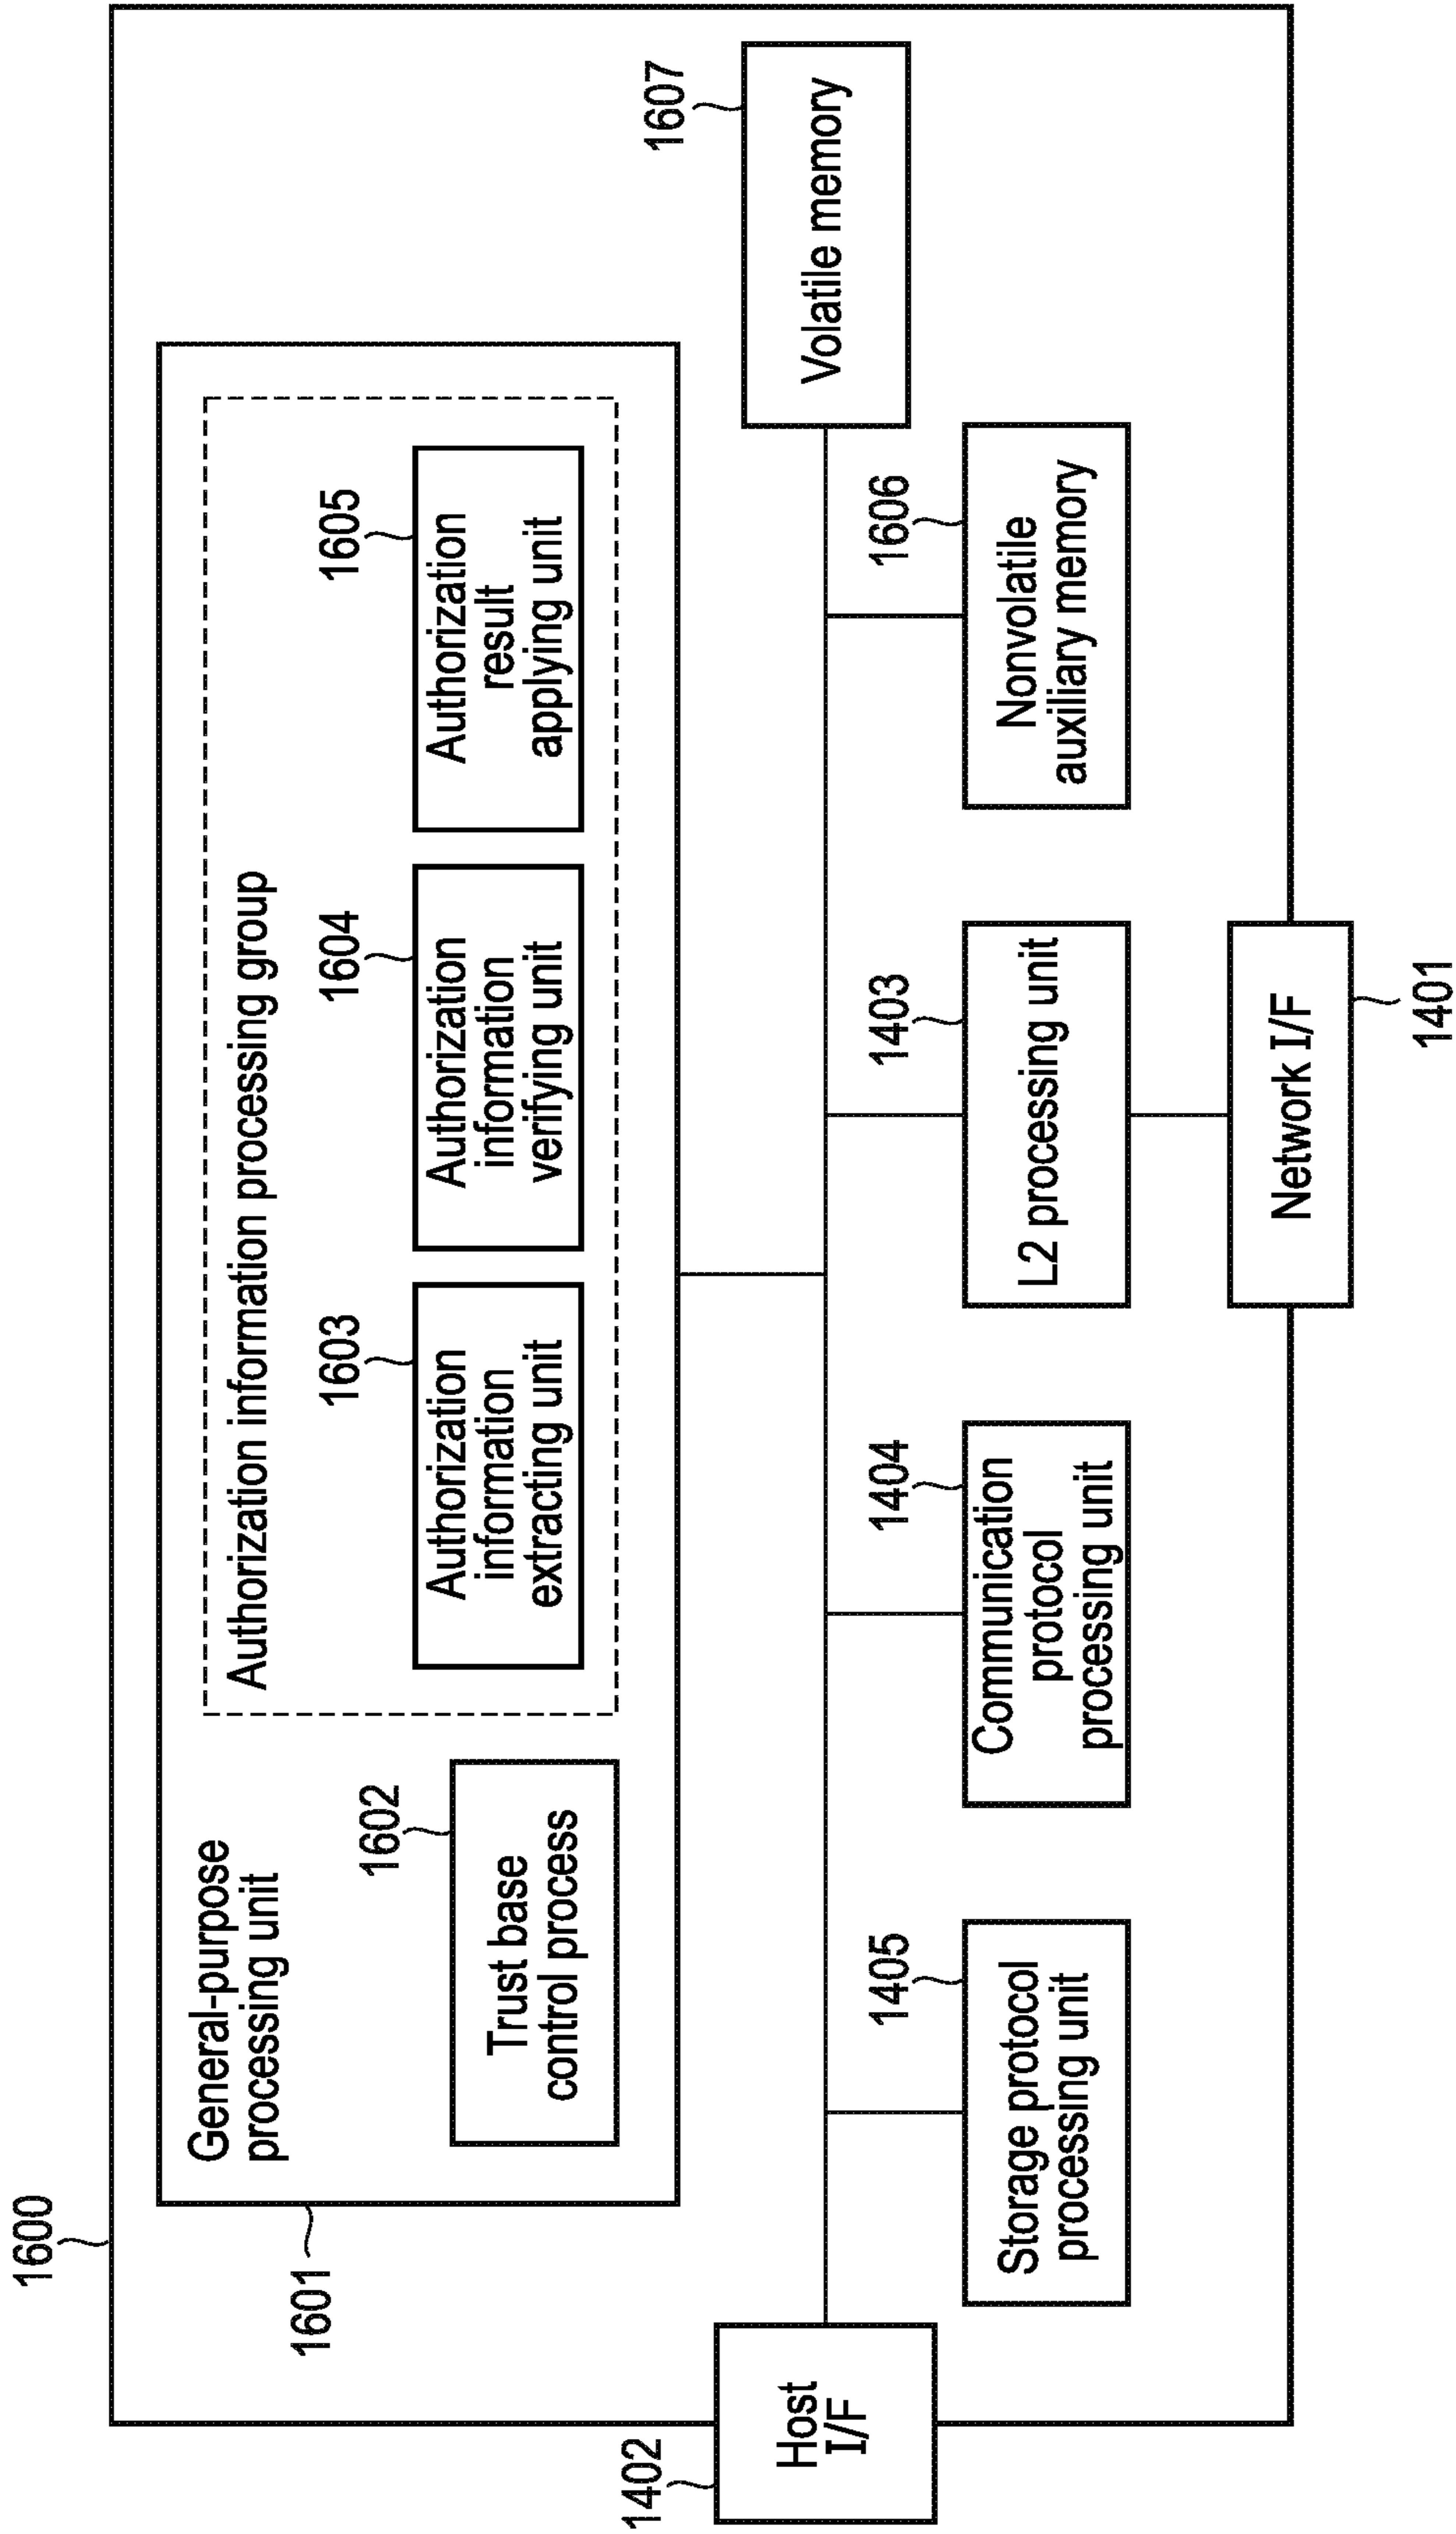 1600
1601
General-purpose
processing unit
1602
Trust base
control process
Authorization information processing group
1603
Authorization
information
extracting unit
1604
Authorization
information
verifying unit
1605
Authorization
result
applying unit
1402
Host
I/F
1607
Volatile memory
1405
Storage protocol
processing unit
1404
Communication
protocol
processing unit
1403
L2 processing unit
1606
Nonvolatile
auxiliary memory
Network I/F
1401